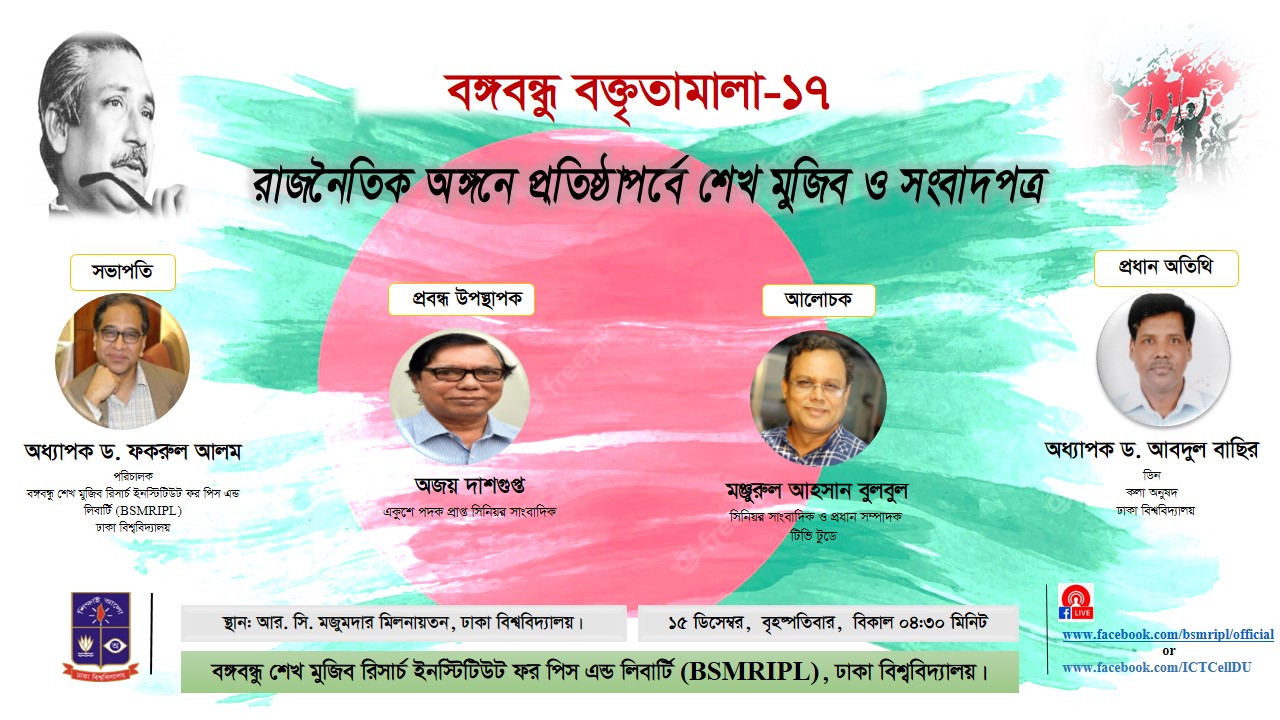 বঙ্গবন্ধু বক্তৃতামালা-১৭
রাজনৈতিক অঙ্গনে প্রতিষ্ঠাপর্বে শেখ মুজিব ও সংবাদপত্র
সভাপতি
অধ্যাপক ড. ফকরুল আলম
পরিচালক
বঙ্গবন্ধু শেখ মুজিব রিসার্চ ইনস্টিটিউট ফর পিস এন্ড
লিবার্টি (BSMRIPL)
ঢাকা বিশ্ববিদ্যালয়
প্রবন্ধ উপস্থাপক
অজয় দাশগুপ্ত
একুশে পদক প্রাপ্ত সিনিয়র সাংবাদিক
আলোচক
মঞ্জুরুল আহসান বুলবুল
সিনিয়র সাংবাদিক ও প্রধান সম্পাদক
টিভি টুডে
প্রধান অতিথি
অধ্যাপক ড. আবদুল বাছির
ডিন
কলা অনুষদ
ঢাকা বিশ্ববিদ্যালয়
শিক্ষাই আলো
ঢাকা বিশ্ববিদ্যালয়
স্থান: আর. সি. মজুমদার মিলনায়তন, ঢাকা বিশ্ববিদ্যালয়।
১৫ ডিসেম্বর, বৃহষ্পতিবার, বিকাল ০৪:৩০ মিনিট
বঙ্গবন্ধু শেখ মুজিব রিসার্চ ইনস্টিটিউট ফর পিস এন্ড লিবার্টি (BSMRIPL), ঢাকা বিশ্ববিদ্যালয়।
LIVE
www.facebook.com/bsmripl/official
or
www.facebook.com/ICTCellDU